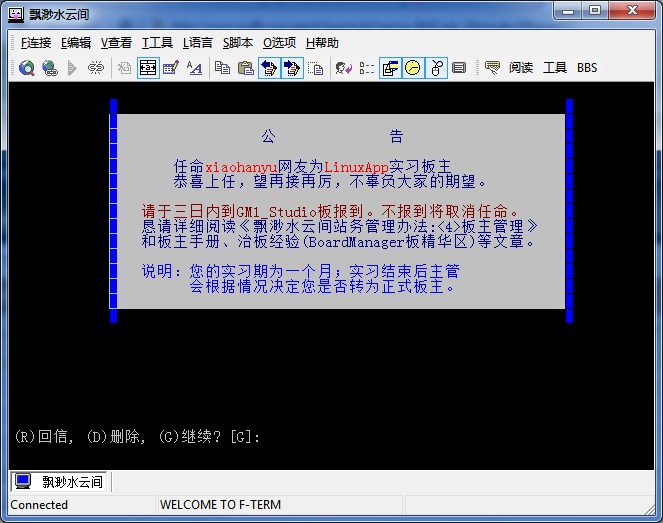 飘渺水云间
F连接 E编辑 V查看 T工具 L语言 S脚本 O选项 H帮助
阅读 工具 BBS
公 告
任命xiaohanyu网友为LinuxApp实习板主
恭喜上任，望再接再厉，不辜负大家的期望。
请于三日内到GM1_Studio板报到。不报到将取消任命。
恳请详细阅读《飘渺水云间站务管理办法:<4>板主管理》
和板主手册、治板经验(BoardManager板精华区)等文章。
说明：您的实习期为一个月；实习结束后主管
会根据情况决定您是否转为正式板主。
(R)回信, (D)删除, (G)继续? [G]:
飘渺水云间
Connected WELCOME TO F-TERM